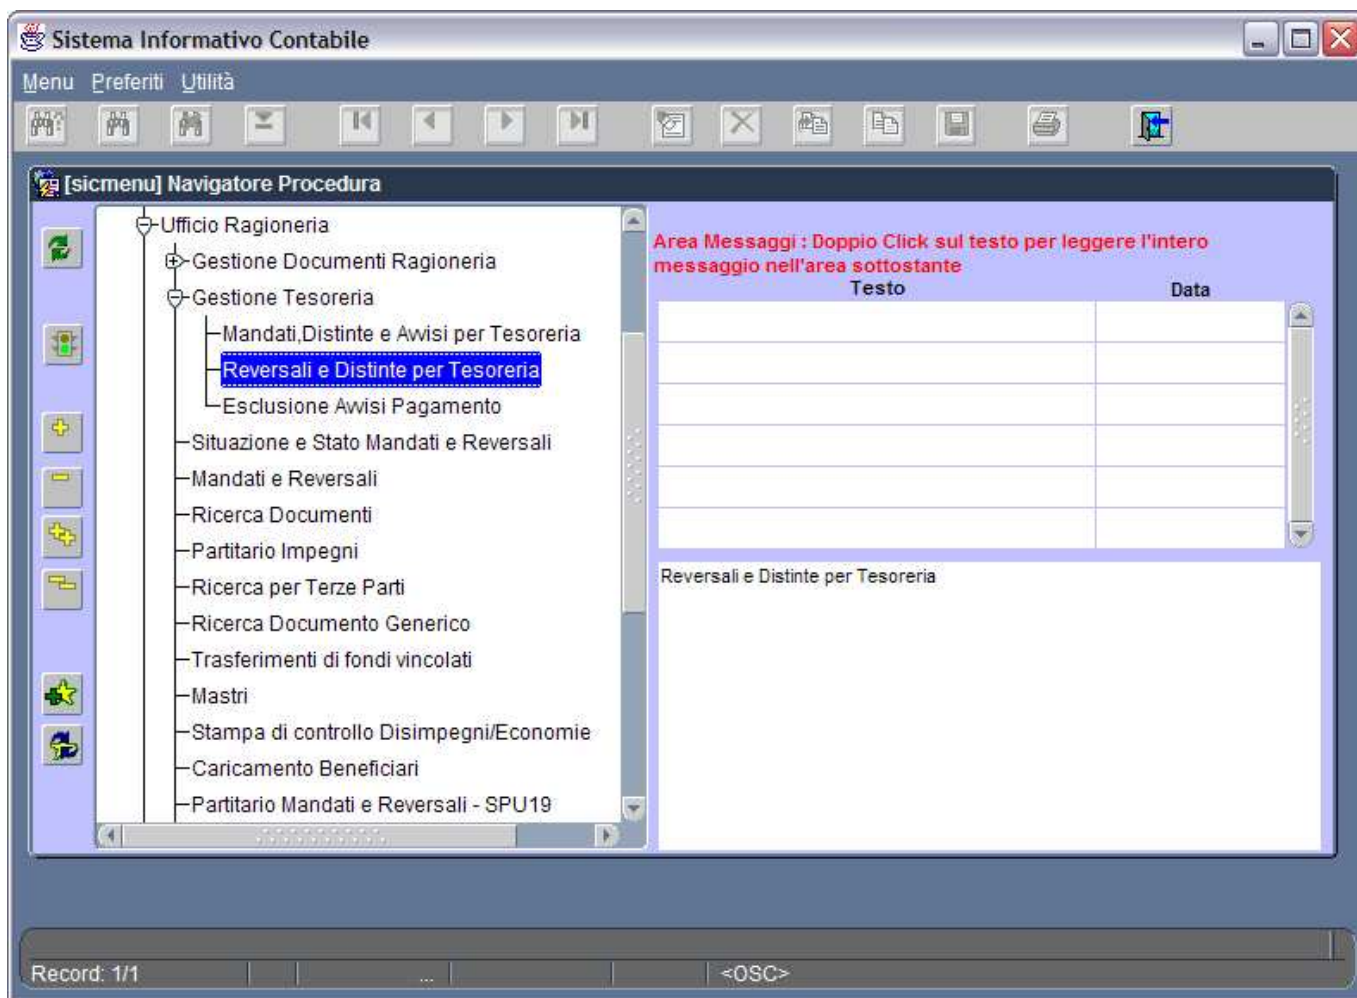 Sistema Informativo Contabile
Menu Preferiti Utilità
[sicmenu] Navigatore Procedura
Ufficio Ragioneria
Gestione Documenti Ragioneria
Gestione Tesoreria
Mandati,Distinte e Avvisi per Tesoreria
Reversali e Distinte per Tesoreria
Esclusione Avvisi Pagamento
Situazione e Stato Mandati e Reversali
Mandati e Reversali
Ricerca Documenti
Partitario Impegni
Ricerca per Terze Parti
Ricerca Documento Generico
Trasferimenti di fondi vincolati
Mastri
Stampa di controllo Disimpegni/Economie
Caricamento Beneficiari
Partitario Mandati e Reversali - SPU19
Area Messaggi : Doppio Click sul testo per leggere l'intero
messaggio nell'area sottostante
Testo Data
Reversali e Distinte per Tesoreria
Record: 1/1 ... <OSC>